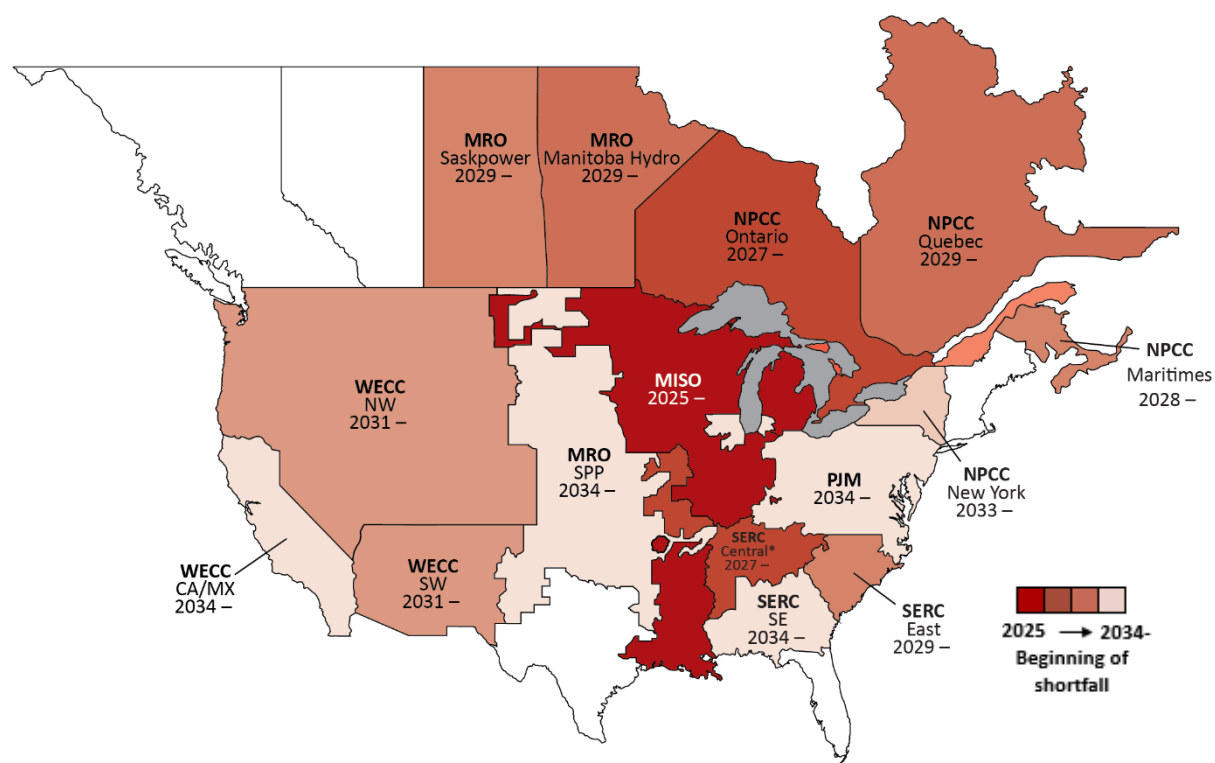 MRO
Saskpower
2029 –
MRO
Manitoba Hydro
2029 –
NPCC
Ontario
2027 –
NPCC
Quebec
2029 –
NPCC
Maritimes
2028 –
WECC
NW
2031 –
MISO
2025 –
MRO
SPP
2034 –
PJM
2034 –
NPCC
New York
2033 –
WECC
CA/MX
2034 –
WECC
SW
2031 –
SERC
Central*
2027 –
SERC
SE
2034 –
SERC
East
2029 –
2025 → 2034-
Beginning of
shortfall